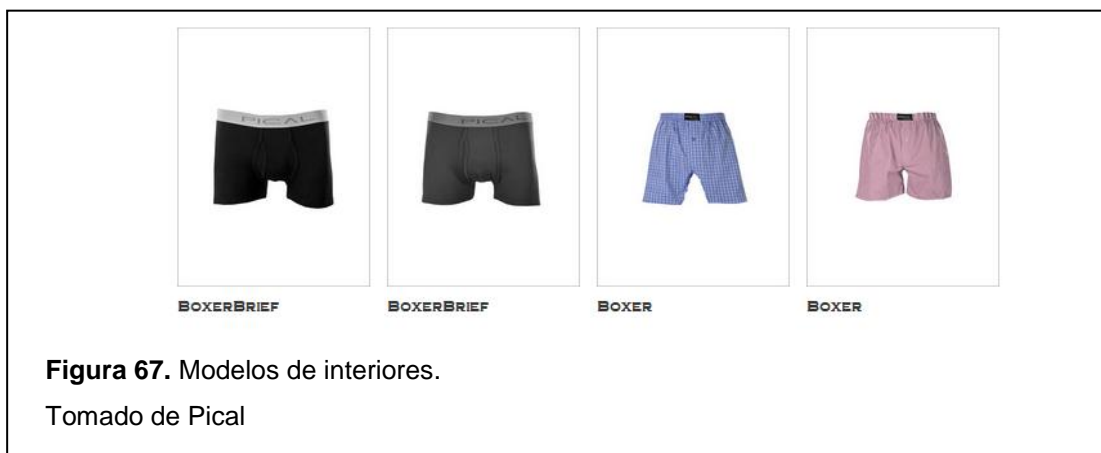 PICAL
PICAL
BOXERBRIEF
BOXERBRIEF
BOXER
BOXER
Figura 67. Modelos de interiores.
Tomado de Pical